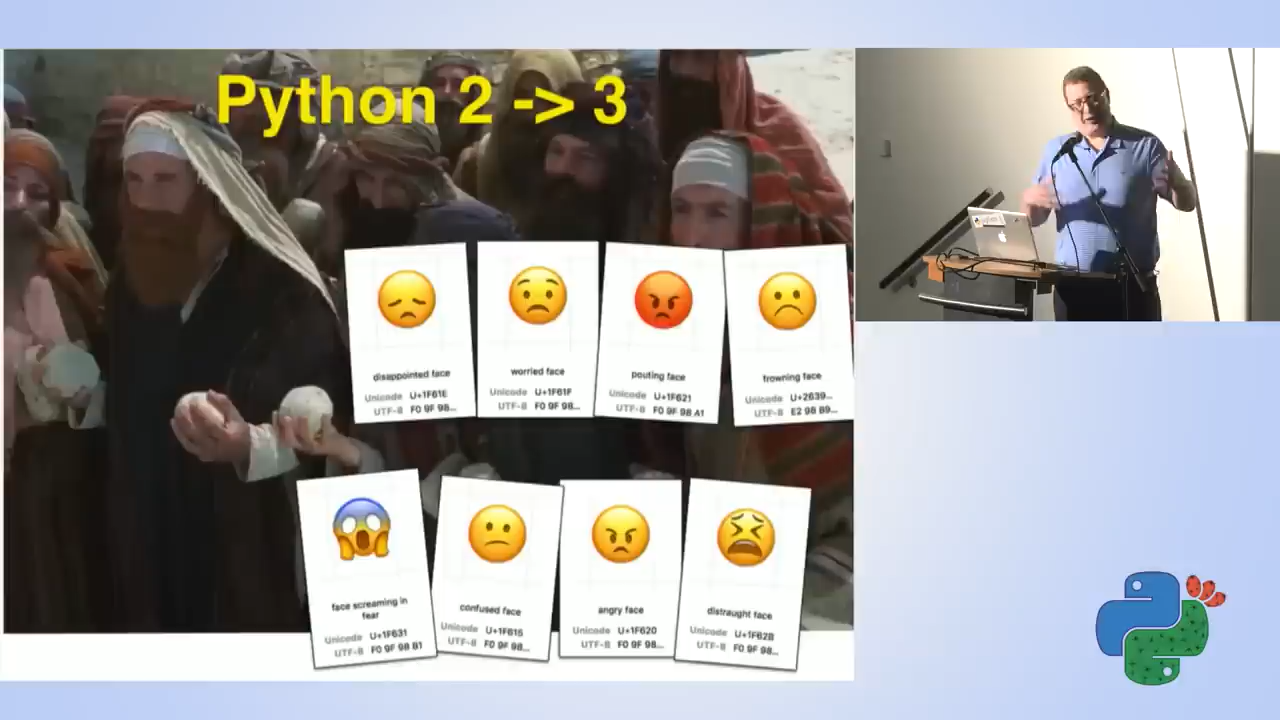 Python 2 -> 3
disappointed face
Unicode U+1F61E
UTF-8 F0 9F 98...
worried face
Unicode U+1F61F
UTF-8 F0 9F 98...
pouting face
Unicode U+1F621
UTF-8 F0 9F 98 A1
frowning face
Unicode U+2639...
UTF-8 E2 98 B9...
face screaming in
fear
Unicode U+1F631
UTF-8 F0 9F 98 B1
confused face
Unicode U+1F615
UTF-8 F0 9F 98...
angry face
Unicode U+1F620
UTF-8 F0 9F 98...
distraught face
Unicode U+1F62B
UTF-8 F0 9F 98...